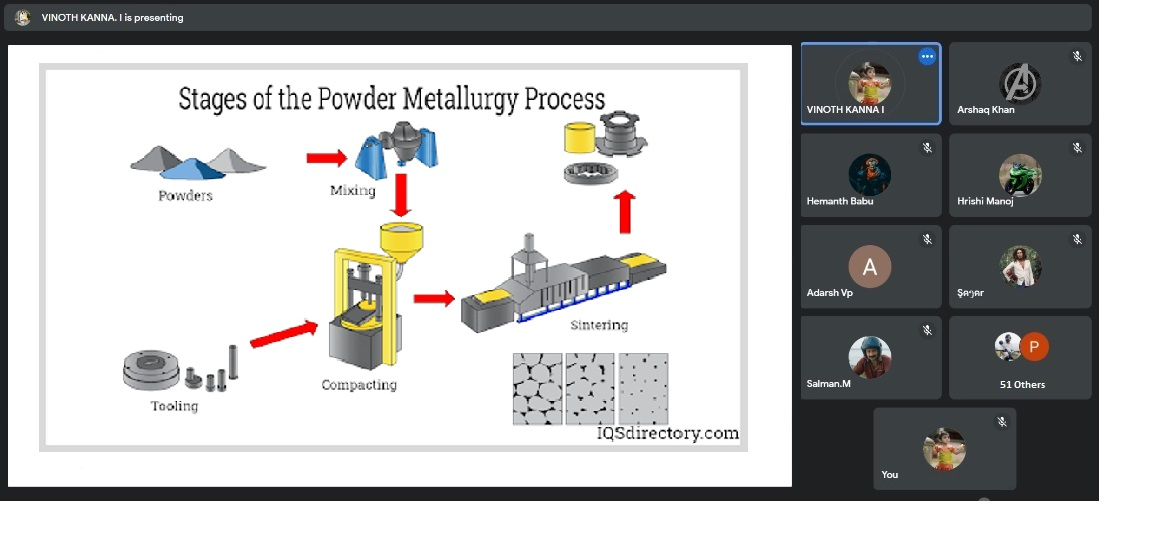 VINOTH KANNA. I is presenting
Stages of the Powder Metallurgy Process
Powders
Mixing
Sintering
Compacting
Tooling
IQSdirectory.com
VINOTH KANNA I
Arshaq Khan
Hemanth Babu
Hrishi Manoj
A
Adarsh Vp
Salman.M
P
51 Others
You